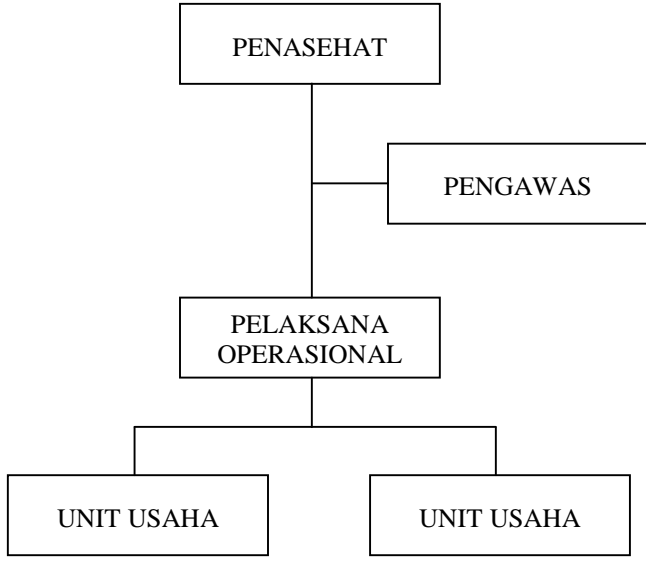 PENASEHAT
PENGAWAS
PELAKSANA
OPERASIONAL
UNIT USAHA
UNIT USAHA